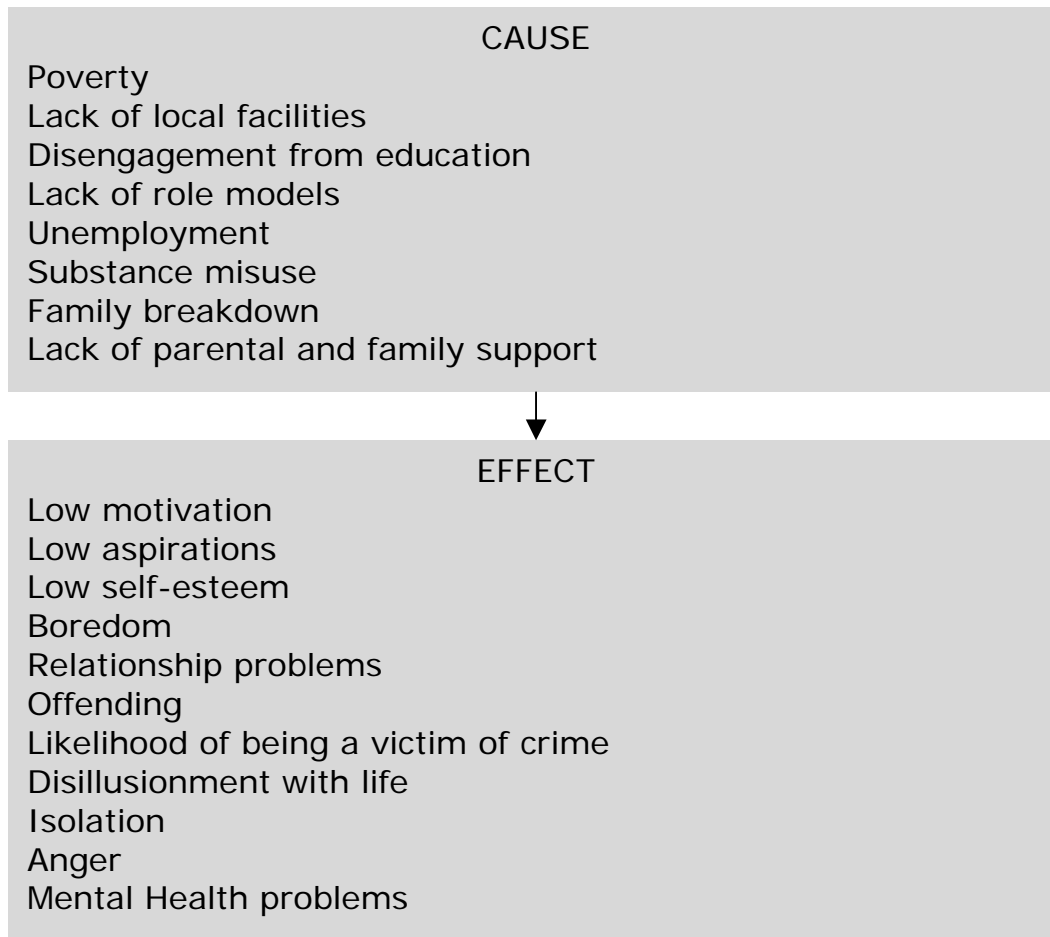 CAUSE
Poverty
Lack of local facilities
Disengagement from education
Lack of role models
Unemployment
Substance misuse
Family breakdown
Lack of parental and family support
EFFECT
Low motivation
Low aspirations
Low self-esteem
Boredom
Relationship problems
Offending
Likelihood of being a victim of crime
Disillusionment with life
Isolation
Anger
Mental Health problems